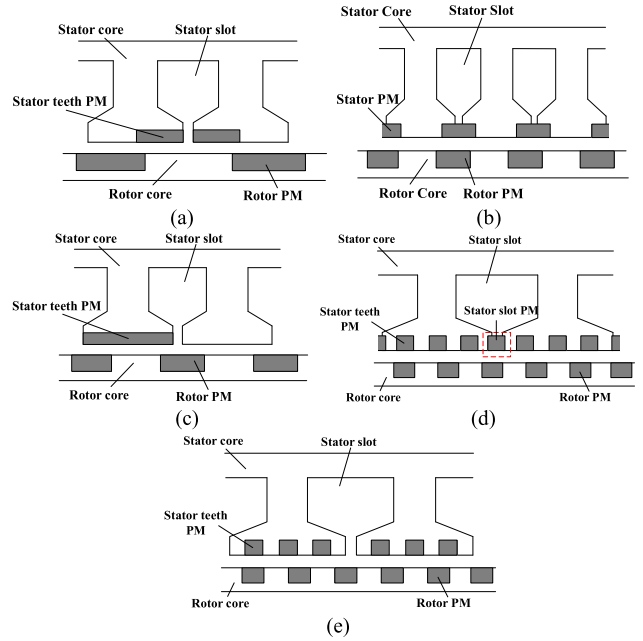 Stator core
Stator slot
Stator teeth PM
Rotor core
Rotor PM
(a)
Stator Core
Stator Slot
Stator PM
Rotor Core
Rotor PM
(b)
Stator core
Stator slot
Stator teeth PM
Rotor core
Rotor PM
(c)
Stator core
Stator slot
Stator teeth
PM
Stator slot PM
Rotor core
Rotor PM
(d)
Stator core
Stator slot
Stator teeth
PM
Rotor core
Rotor PM
(e)